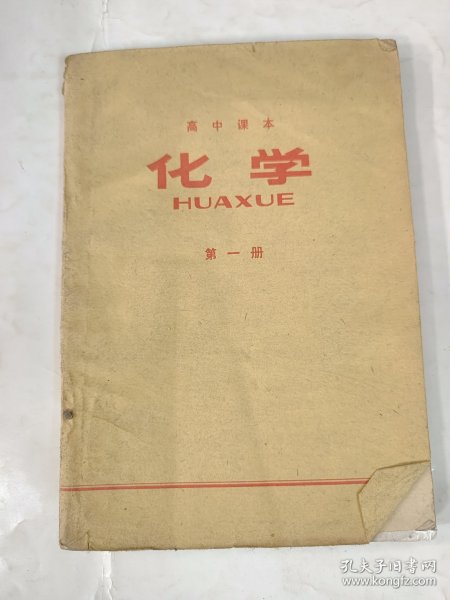 高中课本
化学
HUAXUE
第一册
孔夫子旧书网
www.kongfz.com